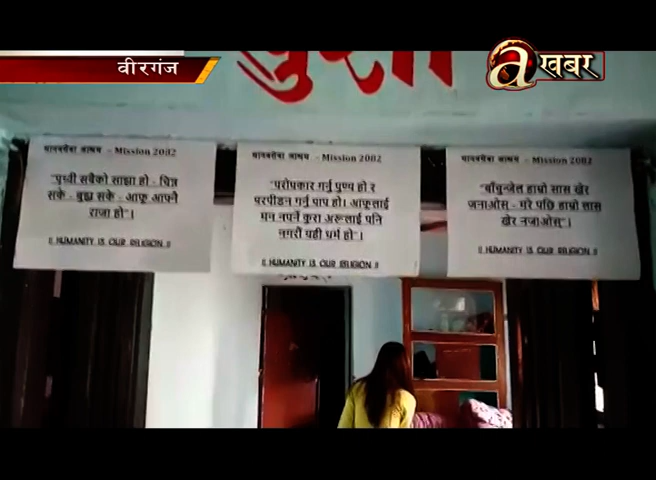 वीरगंज
a खबर
मानवसेवा आश्रम - Mission 2082
"पृथ्वी सबैको साझा हो - चिन्न
सके - बुझ्न सके - आफू आफ्नै
राजा हो"।
॥ HUMANITY IS OUR RELIGION ॥
मानवसेवा आश्रम - Mission 2082
"परोपकार गर्नु पुण्य हो र
परपीडन गर्नु पाप हो। आफूलाई
मन नपर्ने कुरा अरूलाई पनि
नगरौं यही धर्म हो"।
॥ HUMANITY IS OUR RELIGION ॥
मानवसेवा आश्रम - Mission 2082
"बाँचुन्जेल हाम्रो सास खेर
नजाओस् - मरे पछि हाम्रो लास
खेर नजाओस्"।
॥ HUMANITY IS OUR RELIGION ॥